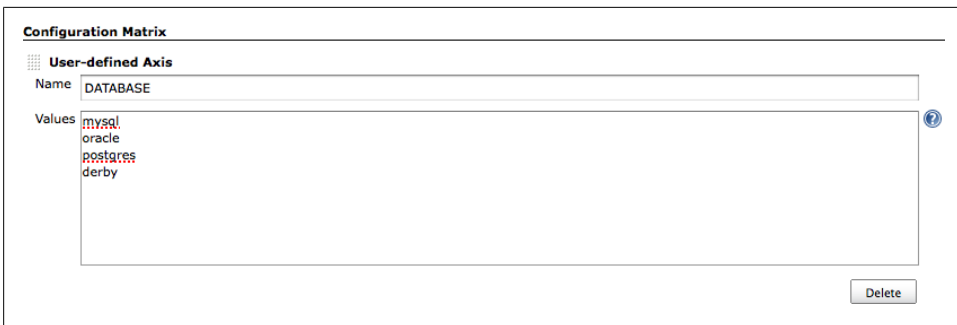 Configuration Matrix
User-defined Axis
Name DATABASE
Values mysql
oracle
postgres
derby
?
Delete